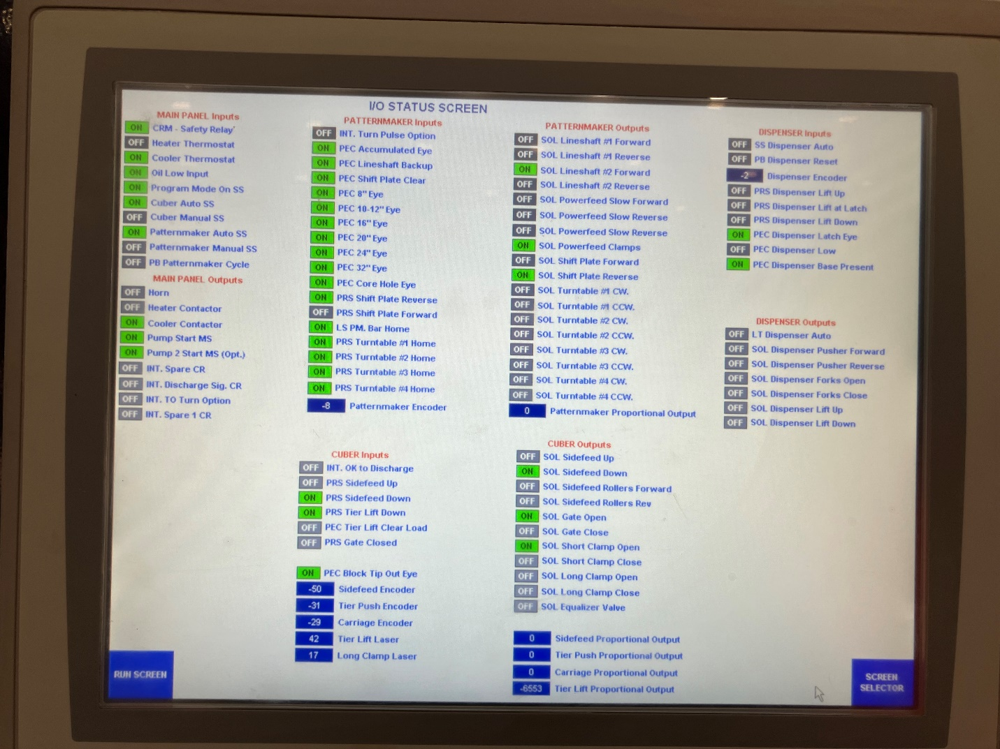 I/O STATUS SCREEN
MAIN PANEL Inputs
ON CRM - Safety Relay'
OFF Heater Thermostat
ON Cooler Thermostat
ON Oil Low Input
ON Program Mode On SS
ON Cuber Auto SS
OFF Cuber Manual SS
ON Patternmaker Auto SS
OFF Patternmaker Manual SS
OFF PB Patternmaker Cycle
MAIN PANEL Outputs
OFF Horn
OFF Heater Contactor
ON Cooler Contactor
ON Pump Start MS
ON Pump 2 Start MS (Opt.)
OFF INT. Spare CR
OFF INT. Discharge Sig. CR
OFF INT. TO Turn Option
OFF INT. Spare 1 CR
PATTERNMAKER Inputs
OFF INT. Turn Pulse Option
ON PEC Accumulated Eye
ON PEC Lineshaft Backup
ON PEC Shift Plate Clear
ON PEC 8" Eye
ON PEC 10-12" Eye
ON PEC 16" Eye
ON PEC 20" Eye
ON PEC 24" Eye
ON PEC 32" Eye
ON PEC Core Hole Eye
ON PRS Shift Plate Reverse
OFF PRS Shift Plate Forward
ON LS PM. Bar Home
ON PRS Turntable #1 Home
ON PRS Turntable #2 Home
ON PRS Turntable #3 Home
ON PRS Turntable #4 Home
-8 Patternmaker Encoder
PATTERNMAKER Outputs
OFF SOL Lineshaft #1 Forward
OFF SOL Lineshaft #1 Reverse
ON SOL Lineshaft #2 Forward
OFF SOL Lineshaft #2 Reverse
OFF SOL Powerfeed Slow Forward
OFF SOL Powerfeed Slow Reverse
OFF SOL Powerfeed Slow Reverse
ON SOL Powerfeed Clamps
OFF SOL Shift Plate Forward
ON SOL Shift Plate Reverse
OFF SOL Turntable #1 CW.
OFF SOL Turntable #1 CCW.
OFF SOL Turntable #2 CW.
OFF SOL Turntable #2 CCW.
OFF SOL Turntable #3 CW.
OFF SOL Turntable #3 CCW.
OFF SOL Turntable #4 CW.
OFF SOL Turntable #4 CCW.
0 Patternmaker Proportional Output
DISPENSER Inputs
OFF SS Dispenser Auto
OFF PB Dispenser Reset
-2 Dispenser Encoder
OFF PRS Dispenser Lift Up
OFF PRS Dispenser Lift at Latch
OFF PRS Dispenser Lift Down
ON PEC Dispenser Latch Eye
OFF PEC Dispenser Low
ON PEC Dispenser Base Present
DISPENSER Outputs
OFF LT Dispenser Auto
OFF SOL Dispenser Pusher Forward
OFF SOL Dispenser Pusher Reverse
OFF SOL Dispenser Forks Open
OFF SOL Dispenser Forks Close
OFF SOL Dispenser Lift Up
OFF SOL Dispenser Lift Down
CUBER Inputs
OFF INT. OK to Discharge
OFF PRS Sidefeed Up
ON PRS Sidefeed Down
ON PRS Tier Lift Down
OFF PEC Tier Lift Clear Load
OFF PRS Gate Closed
ON PEC Block Tip Out Eye
-50 Sidefeed Encoder
-31 Tier Push Encoder
-29 Carriage Encoder
42 Tier Lift Laser
17 Long Clamp Laser
CUBER Outputs
OFF SOL Sidefeed Up
ON SOL Sidefeed Down
OFF SOL Sidefeed Rollers Forward
OFF SOL Sidefeed Rollers Rev
ON SOL Gate Open
OFF SOL Gate Close
ON SOL Short Clamp Open
OFF SOL Short Clamp Close
OFF SOL Long Clamp Open
OFF SOL Long Clamp Close
OFF SOL Equalizer Valve
0 Sidefeed Proportional Output
0 Tier Push Proportional Output
0 Carriage Proportional Output
-6553 Tier Lift Proportional Output
RUN SCREEN
SCREEN
SELECTOR